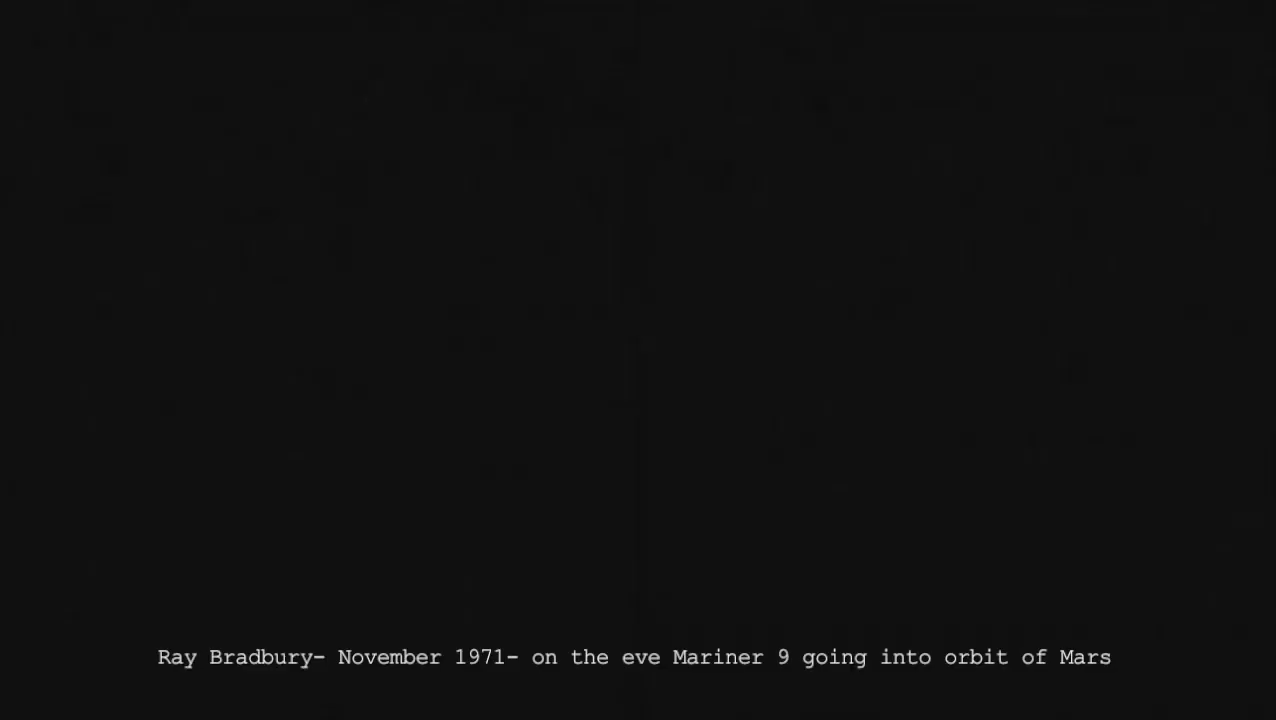 Ray Bradbury- November 1971- on the eve Mariner 9 going into orbit of Mars